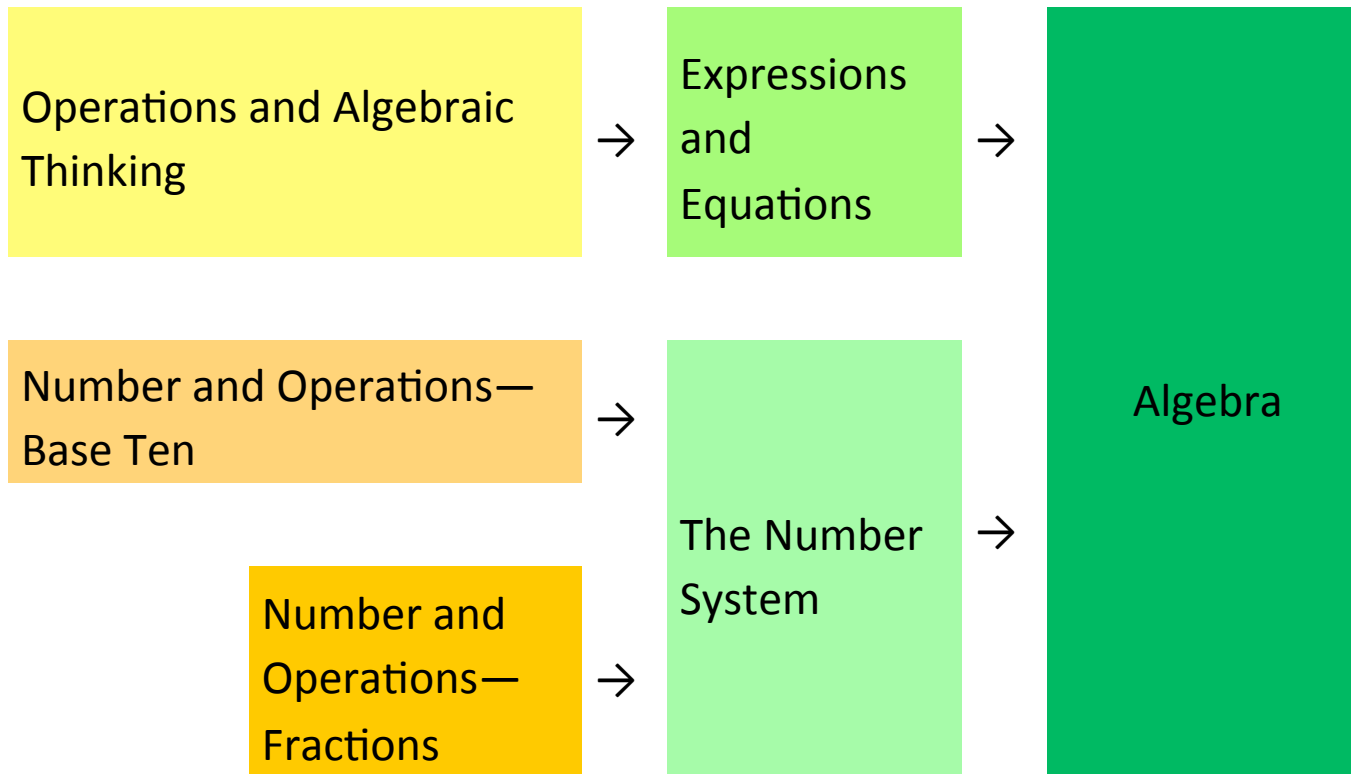 Operations and Algebraic
Thinking
→
Expressions
and
Equations
→
Number and Operations—
Base Ten
→
Number and
Operations—
Fractions
→
The Number
System
→
Algebra